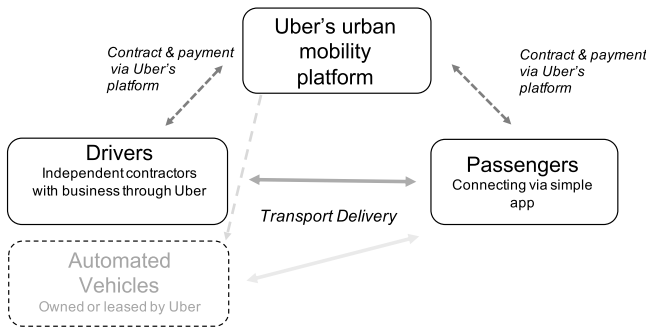 Uber’s urban
mobility
platform
Contract & payment
via Uber’s
platform
Contract & payment
via Uber’s
platform
Drivers
Independent contractors
with business through Uber
Passengers
Connecting via simple
app
Transport Delivery
Automated
Vehicles
Owned or leased by Uber